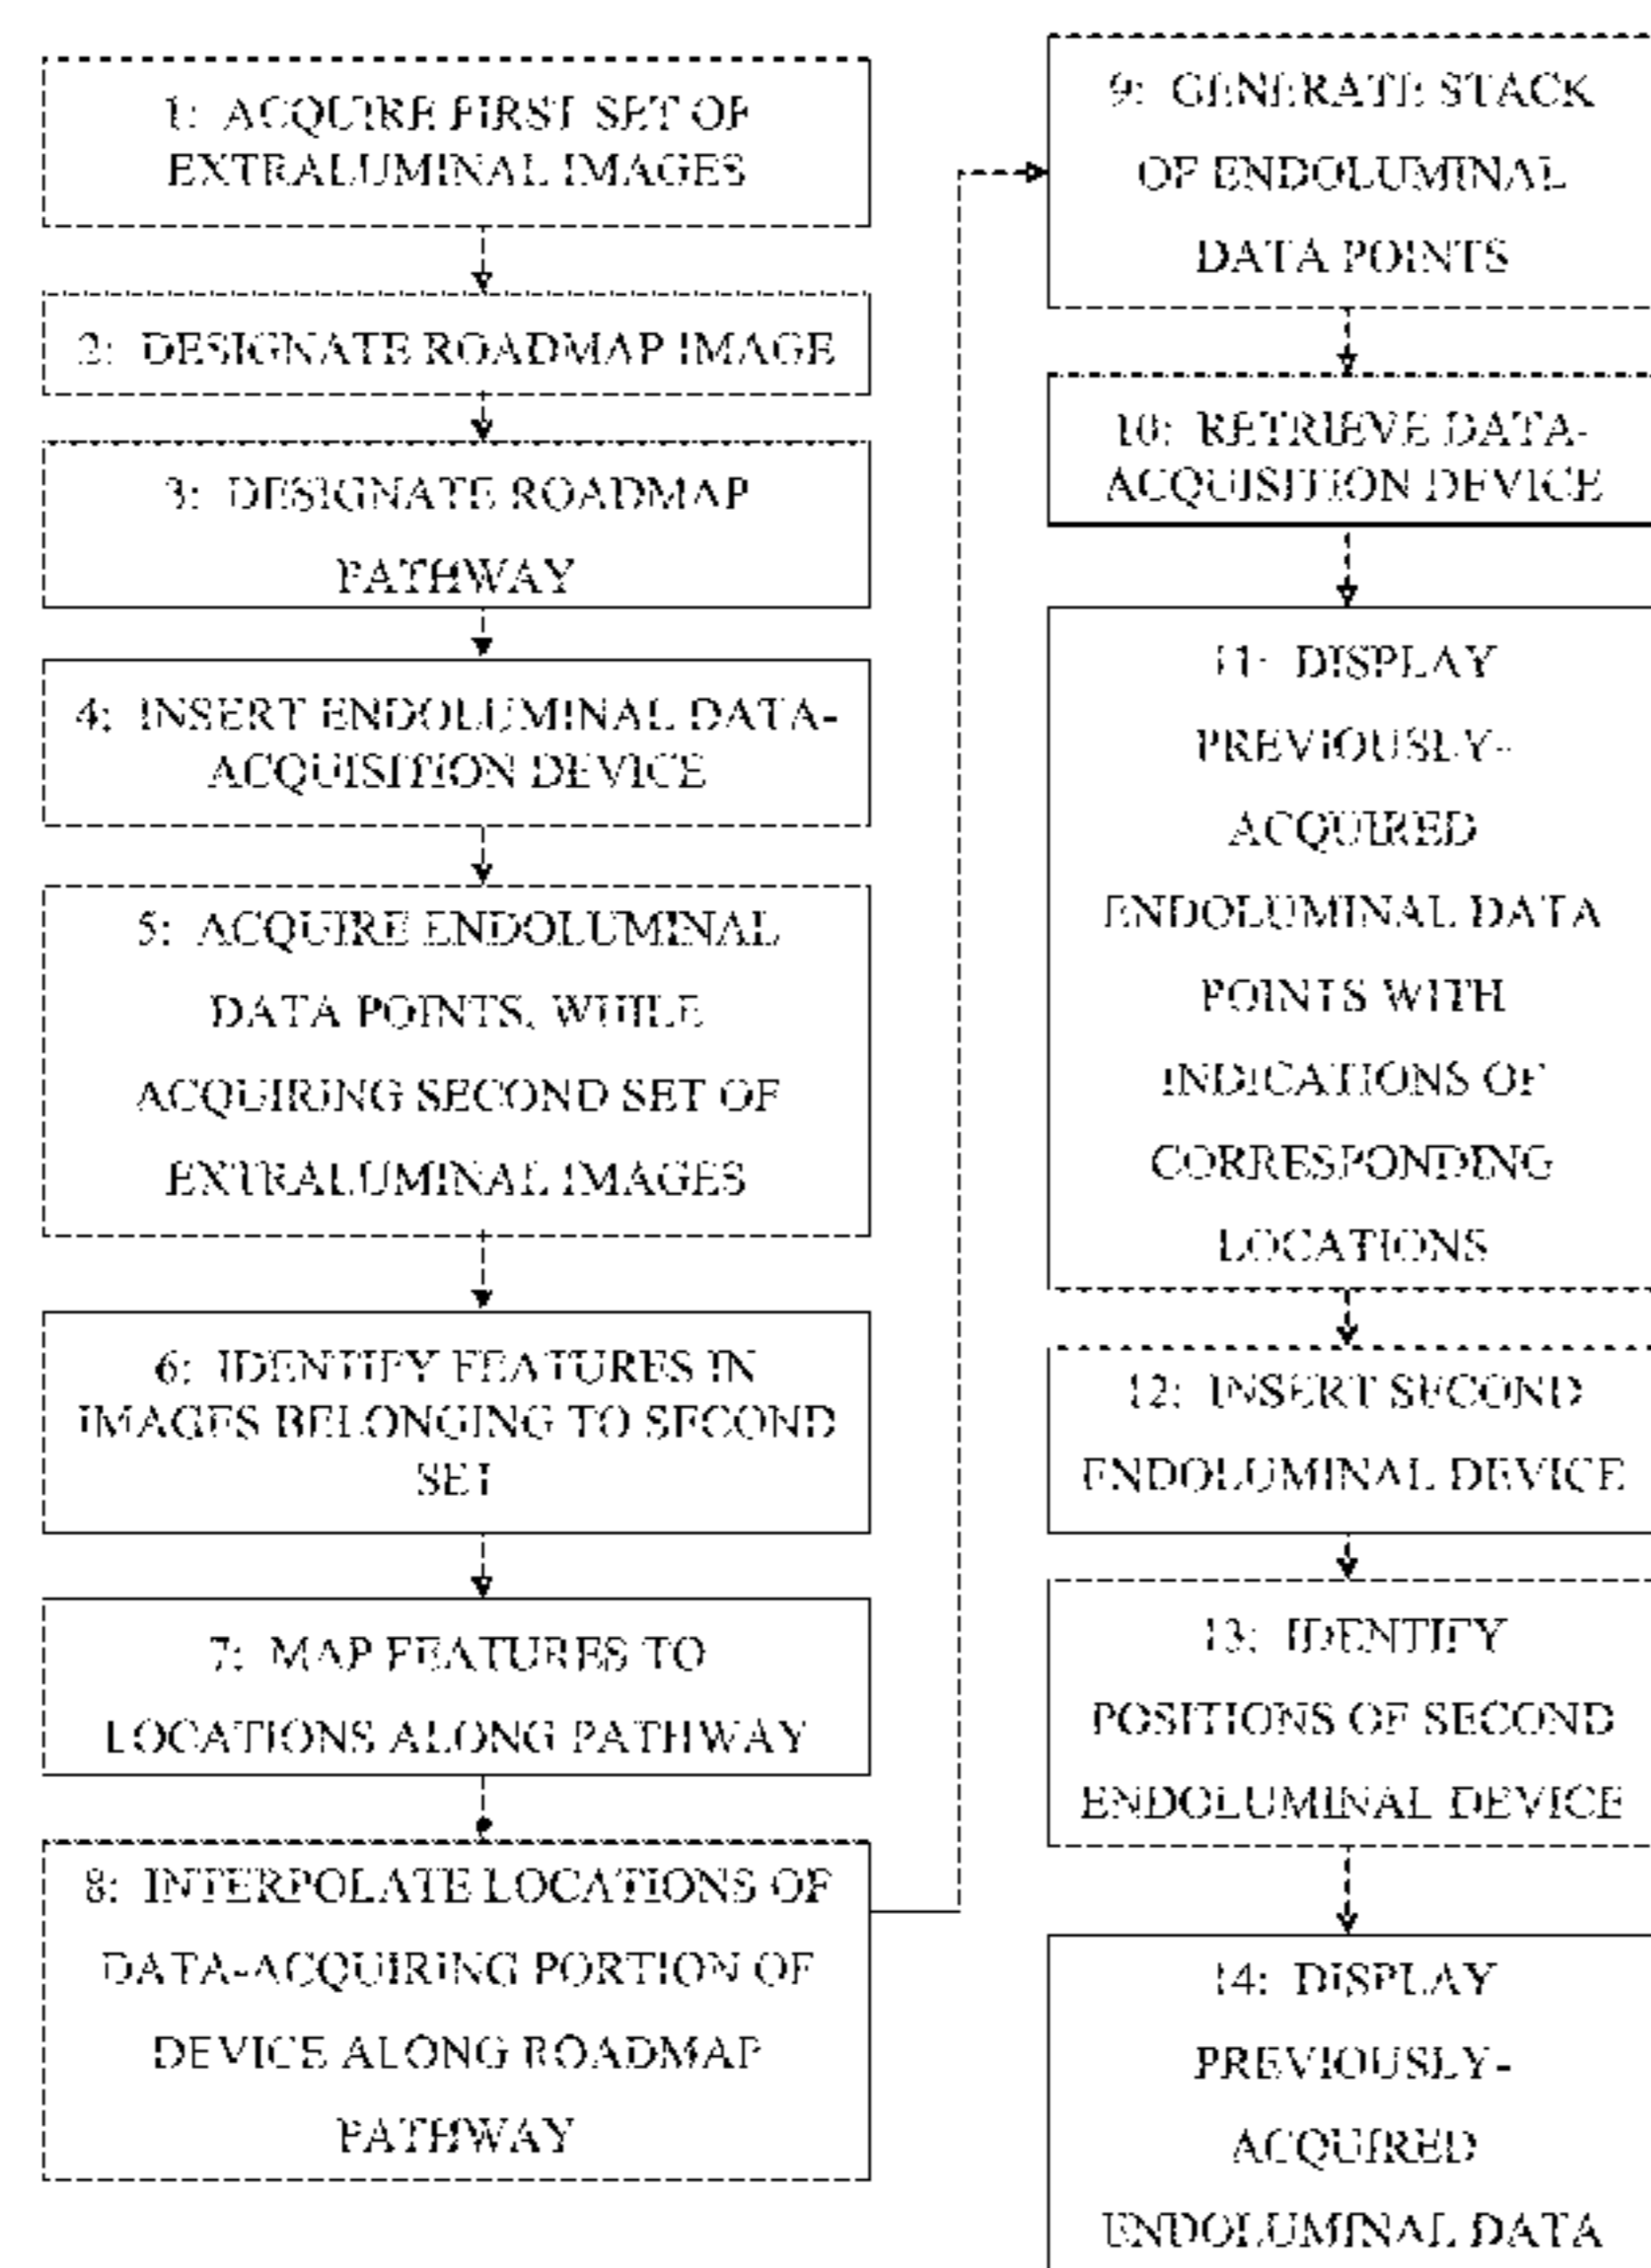 1: ACQUIRE FIRST SET OF
EXTRALUMINAL IMAGES
2: DESIGNATE ROADMAP IMAGE
3: DESIGNATE ROADMAP
PATHWAY
4: INSERT ENDOLUMINAL DATA-
ACQUISITION DEVICE
5: ACQUIRE ENDOLUMINAL
DATA POINTS, WHILE
ACQUIRING SECOND SET OF
EXTRALUMINAL IMAGES
6: IDENTIFY FEATURES IN
IMAGES BELONGING TO SECOND
SET
7: MAP FEATURES TO
LOCATIONS ALONG PATHWAY
8: INTERPOLATE LOCATIONS OF
DATA-ACQUIRING PORTION OF
DEVICE ALONG ROADMAP
PATHWAY
9: GENERATE STACK
OF ENDOLUMINAL
DATA POINTS
10: RETRIEVE DATA-
ACQUISITION DEVICE
11: DISPLAY
PREVIOUSLY-
ACQUIRED
ENDOLUMINAL DATA
POINTS WITH
INDICATIONS OF
CORRESPONDING
LOCATIONS
12: INSERT SECOND
ENDOLUMINAL DEVICE
13: IDENTIFY
POSITIONS OF SECOND
ENDOLUMINAL DEVICE
14: DISPLAY
PREVIOUSLY-
ACQUIRED
ENDOLUMINAL DATA